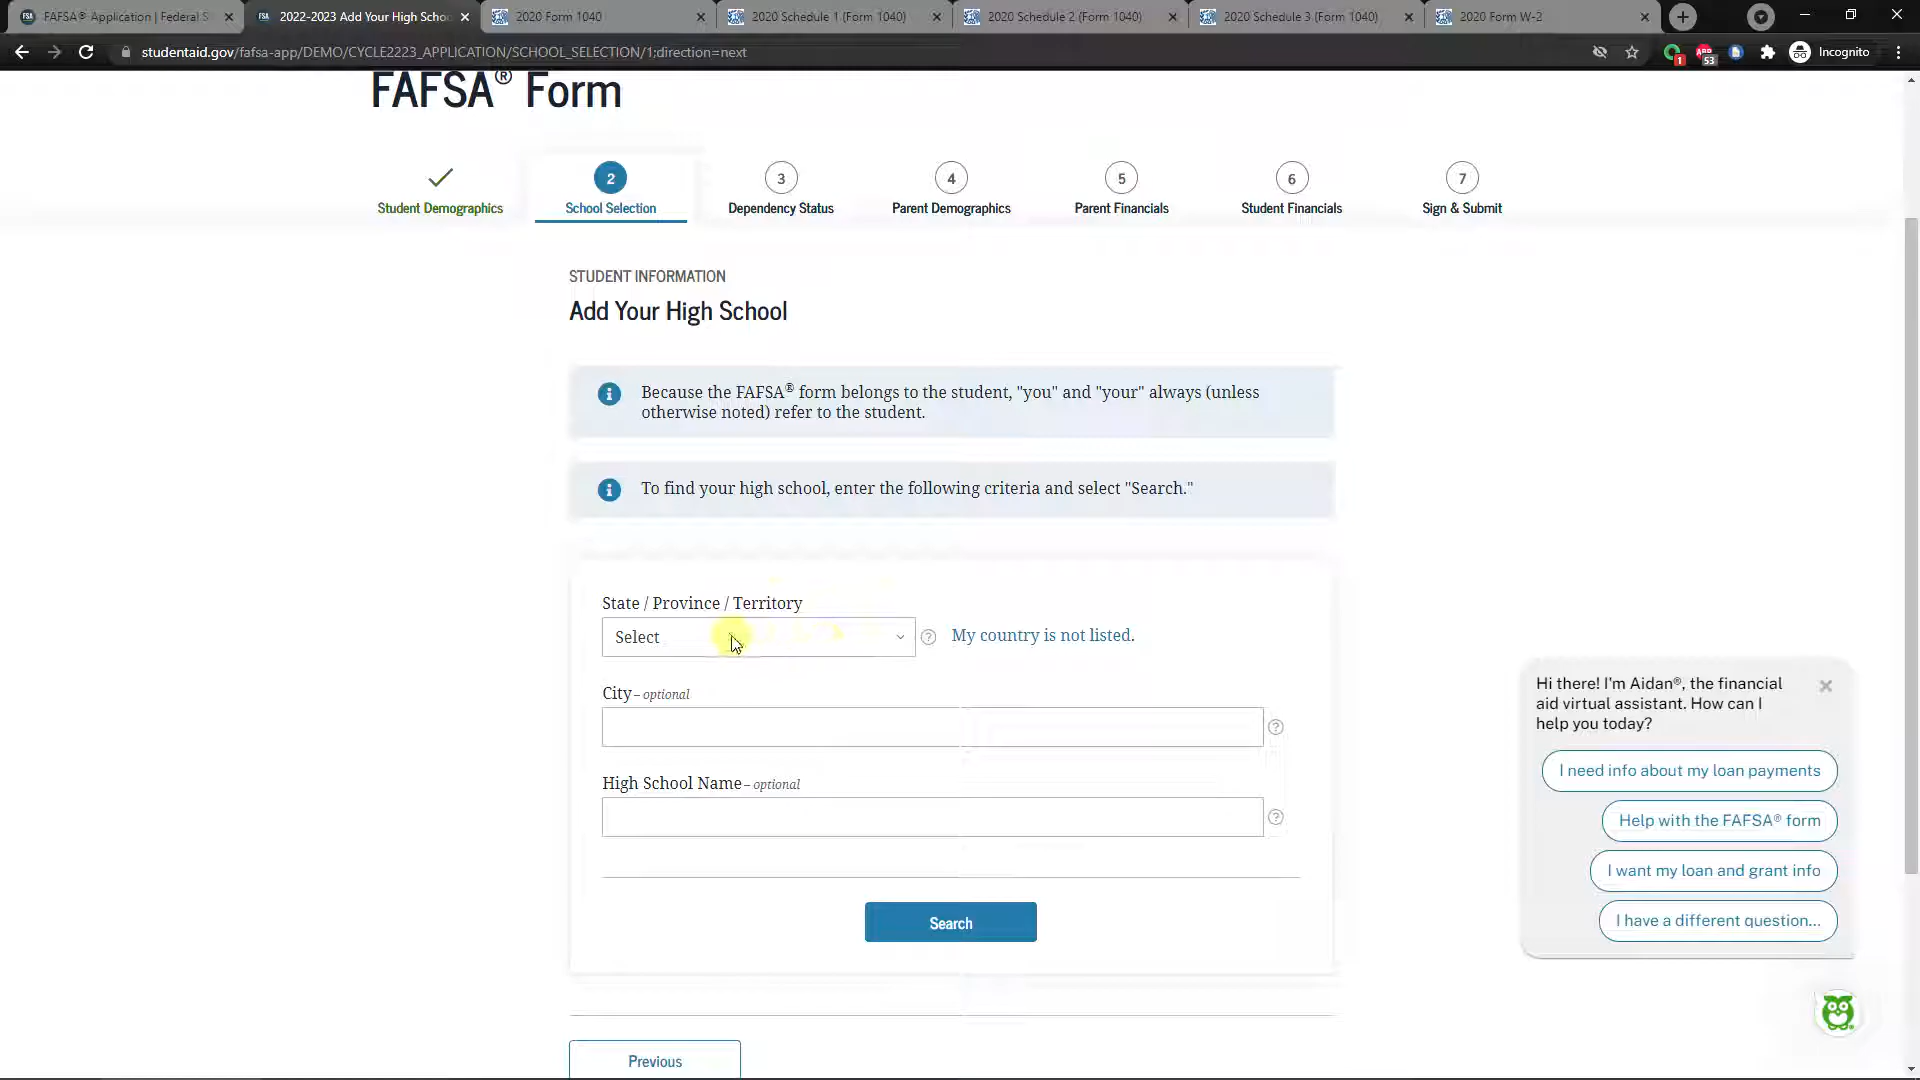 FAFSA® Application | Federal S
2022-2023 Add Your High Schoo
2020 Form 1040
2020 Schedule 1 (Form 1040)
2020 Schedule 2 (Form 1040)
2020 Schedule 3 (Form 1040)
2020 Form W-2
studentaid.gov/fafsa-app/DEMO/CYCLE2223_APPLICATION/SCHOOL_SELECTION/1;direction=next
1
53
Incognito
FAFSA® Form
2
3
4
5
6
7
Student Demographics
School Selection
Dependency Status
Parent Demographics
Parent Financials
Student Financials
Sign & Submit
STUDENT INFORMATION
Add Your High School
Because the FAFSA® form belongs to the student, "you" and "your" always (unless
otherwise noted) refer to the student.
To find your high school, enter the following criteria and select "Search."
State / Province / Territory
Select
My country is not listed.
City – optional
High School Name – optional
Search
Previous
Hi there! I'm Aidan®, the financial
aid virtual assistant. How can I
help you today?
I need info about my loan payments
Help with the FAFSA® form
I want my loan and grant info
I have a different question...